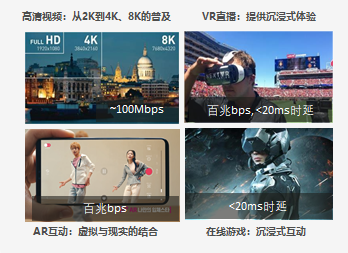 高清视频：从2K到4K、8K的普及
VR直播：提供沉浸式体验
FULL HD 4K 8K
1920x1080 3840x2160 7680x4320
~100Mbps
百兆bps, <20ms时延
百兆bps
<20ms时延
AR互动：虚拟与现实的结合
在线游戏：沉浸式互动